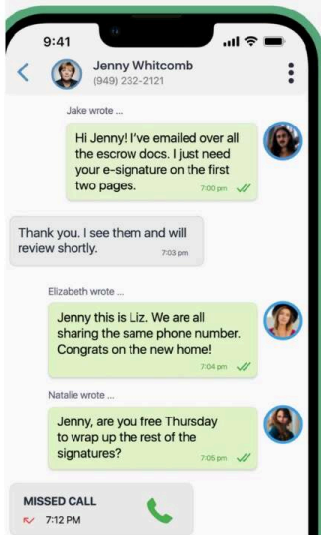 9:41
Jenny Whitcomb
(949) 232-2121
Jake wrote ...
Hi Jenny! I've emailed over all
the escrow docs. I just need
your e-signature on the first
two pages.
7:00 pm
Thank you. I see them and will
review shortly.
7:03 pm
Elizabeth wrote ...
Jenny this is Liz. We are all
sharing the same phone number.
Congrats on the new home!
7:04 pm
Natalie wrote ...
Jenny, are you free Thursday
to wrap up the rest of the
signatures?
7:05 pm
MISSED CALL
7:12 PM